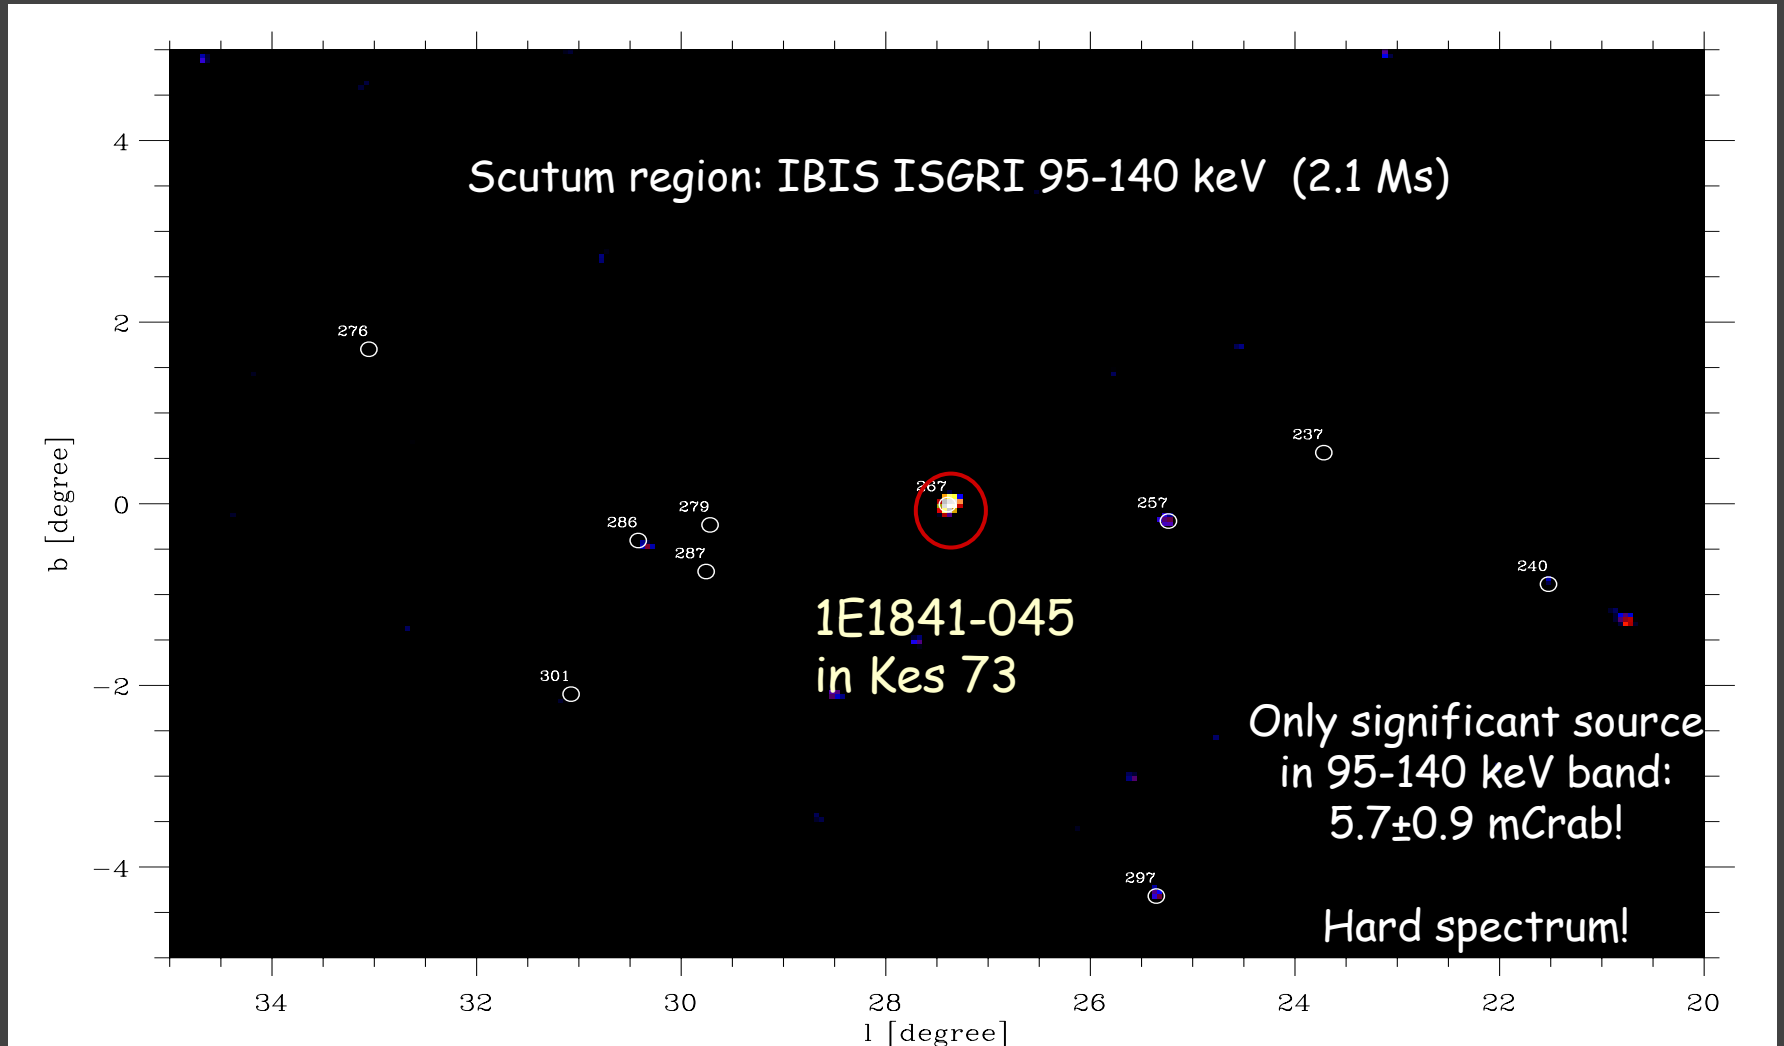 Scutum region: IBIS ISGRI 95-140 keV (2.1 Ms)
4
2
0
−2
−4
b [degree]
276
237
267
257
279
286
287
240
1E1841-045
in Kes 73
301
Only significant source
in 95-140 keV band:
5.7±0.9 mCrab!
297
Hard spectrum!
34 32 30 28 26 24 22 20
l [degree]